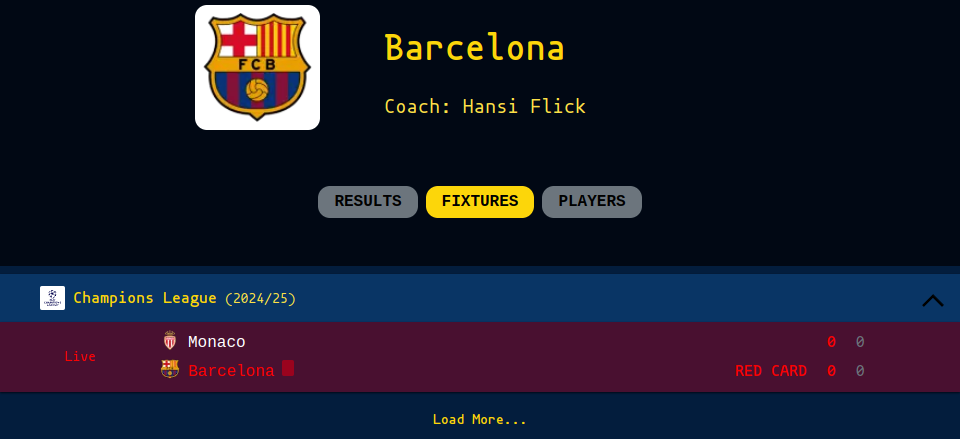 FCB
Barcelona
Coach: Hansi Flick
RESULTS FIXTURES PLAYERS
Champions League (2024/25)
Live
Monaco 0 0
Barcelona RED CARD 0 0
Load More...